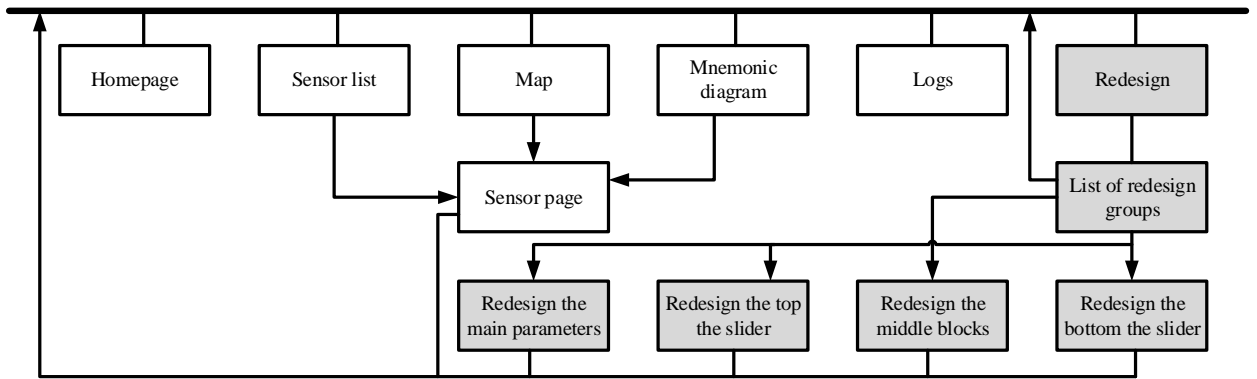 Homepage
Sensor list
Map
Mnemonic
diagram
Logs
Redesign
Sensor page
List of redesign
groups
Redesign the
main parameters
Redesign the top
the slider
Redesign the
middle blocks
Redesign the
bottom the slider